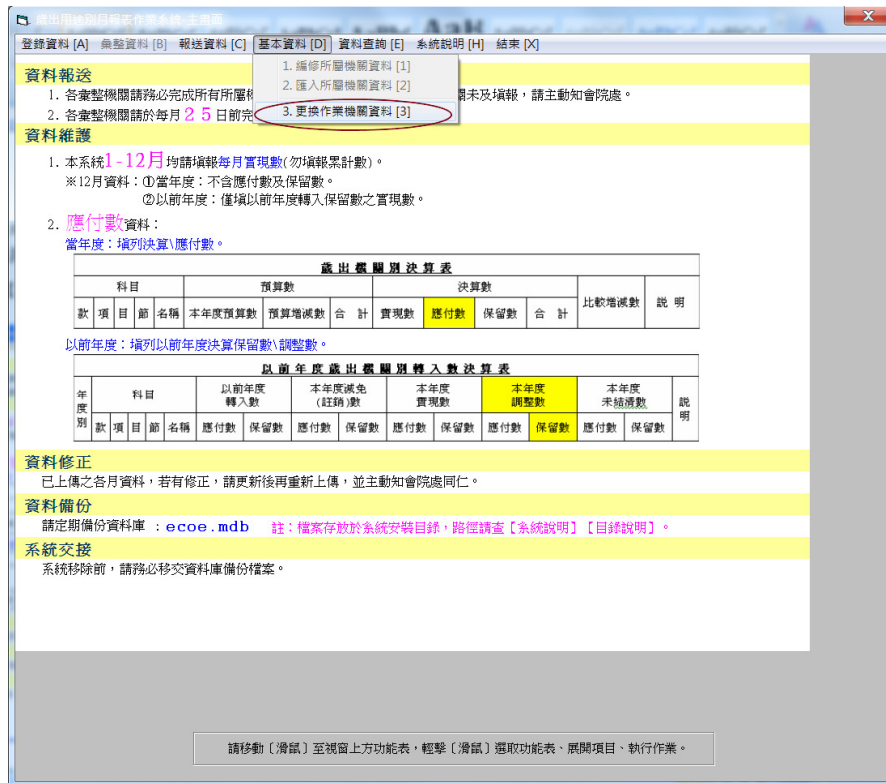 歲出用途別月報表作業系統-主畫面
登錄資料 [A] 彙整資料 [B] 報送資料 [C] 基本資料 [D] 資料查詢 [E] 系統說明 [H] 結束 [X]
1. 編修所屬機關資料 [1]
2. 匯入所屬機關資料 [2]
3. 更換作業機關資料 [3]
資料報送
1. 各彙整機關請務必完成所有所屬 關未及填報，請主動知會院處。
2. 各彙整機關請於每月25日前
資料維護
1. 本系統1-12月均請填報每月實現數(勿填報累計數)。
※12月資料：①當年度：不含應付數及保留數。
②以前年度：僅填以前年度轉入保留數之實現數。
2. 應付數資料：
當年度：填列決算\應付數。
歲出機關別決算表
科目 預算數 決算數 比較增減數 說 明
款 項 目 節 名稱 本年度預算數 預算增減數 合 計 實現數 應付數 保留數 合 計
以前年度：填列以前年度決算保留數\調整數。
以前年度歲出機關別轉入數決算表
年度別 科目 以前年度轉入數 本年度減免(註銷)數 本年度實現數 本年度調整數 本年度未結清數 說明
款 項 目 節 名稱 應付數 保留數 應付數 保留數 應付數 保留數 應付數 保留數 應付數 保留數
資料修正
已上傳之各月資料，若有修正，請更新後再重新上傳，並主動知會院處同仁。
資料備份
請定期備份資料庫 ：ecoe.mdb 註：檔案存放於系統安裝目錄，路徑請查【系統說明】【目錄說明】。
系統交接
系統移除前，請務必移交資料庫備份檔案。
請移動〔滑鼠〕至視窗上方功能表，輕擊〔滑鼠〕選取功能表、展開項目、執行作業。